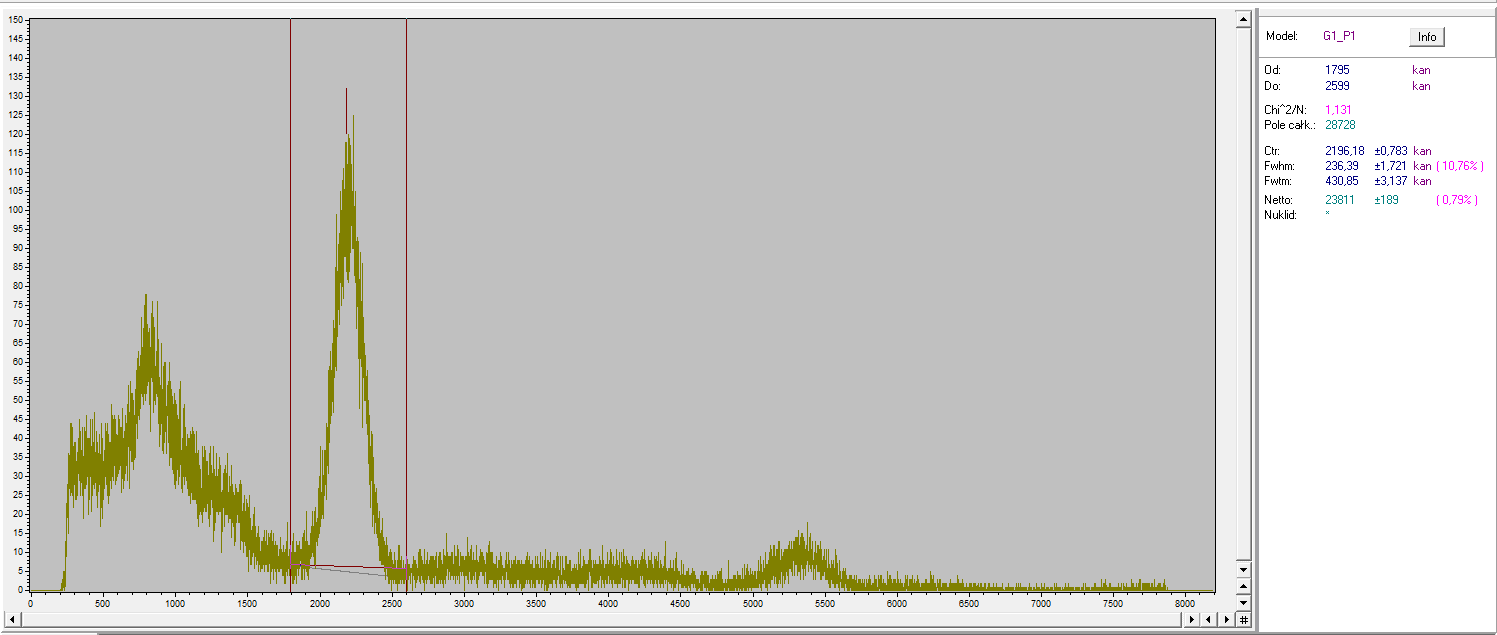 150
145
140
135
130
125
120
115
110
105
100
95
90
85
80
75
70
65
60
55
50
45
40
35
30
25
20
15
10
5
0
0 500 1000 1500 2000 2500 3000 3500 4000 4500 5000 5500 6000 6500 7000 7500 8000
Model: G1_P1 Info
Od: 1795 kan
Do: 2599 kan
Chi^2/N: 1,131
Pole całk.: 28728
Ctr: 2196,18 ±0,783 kan
Fwhm: 236,39 ±1,721 kan ( 10,76% )
Fwtm: 430,85 ±3,137 kan
Netto: 23811 ±189 ( 0,79% )
Nuklid: *